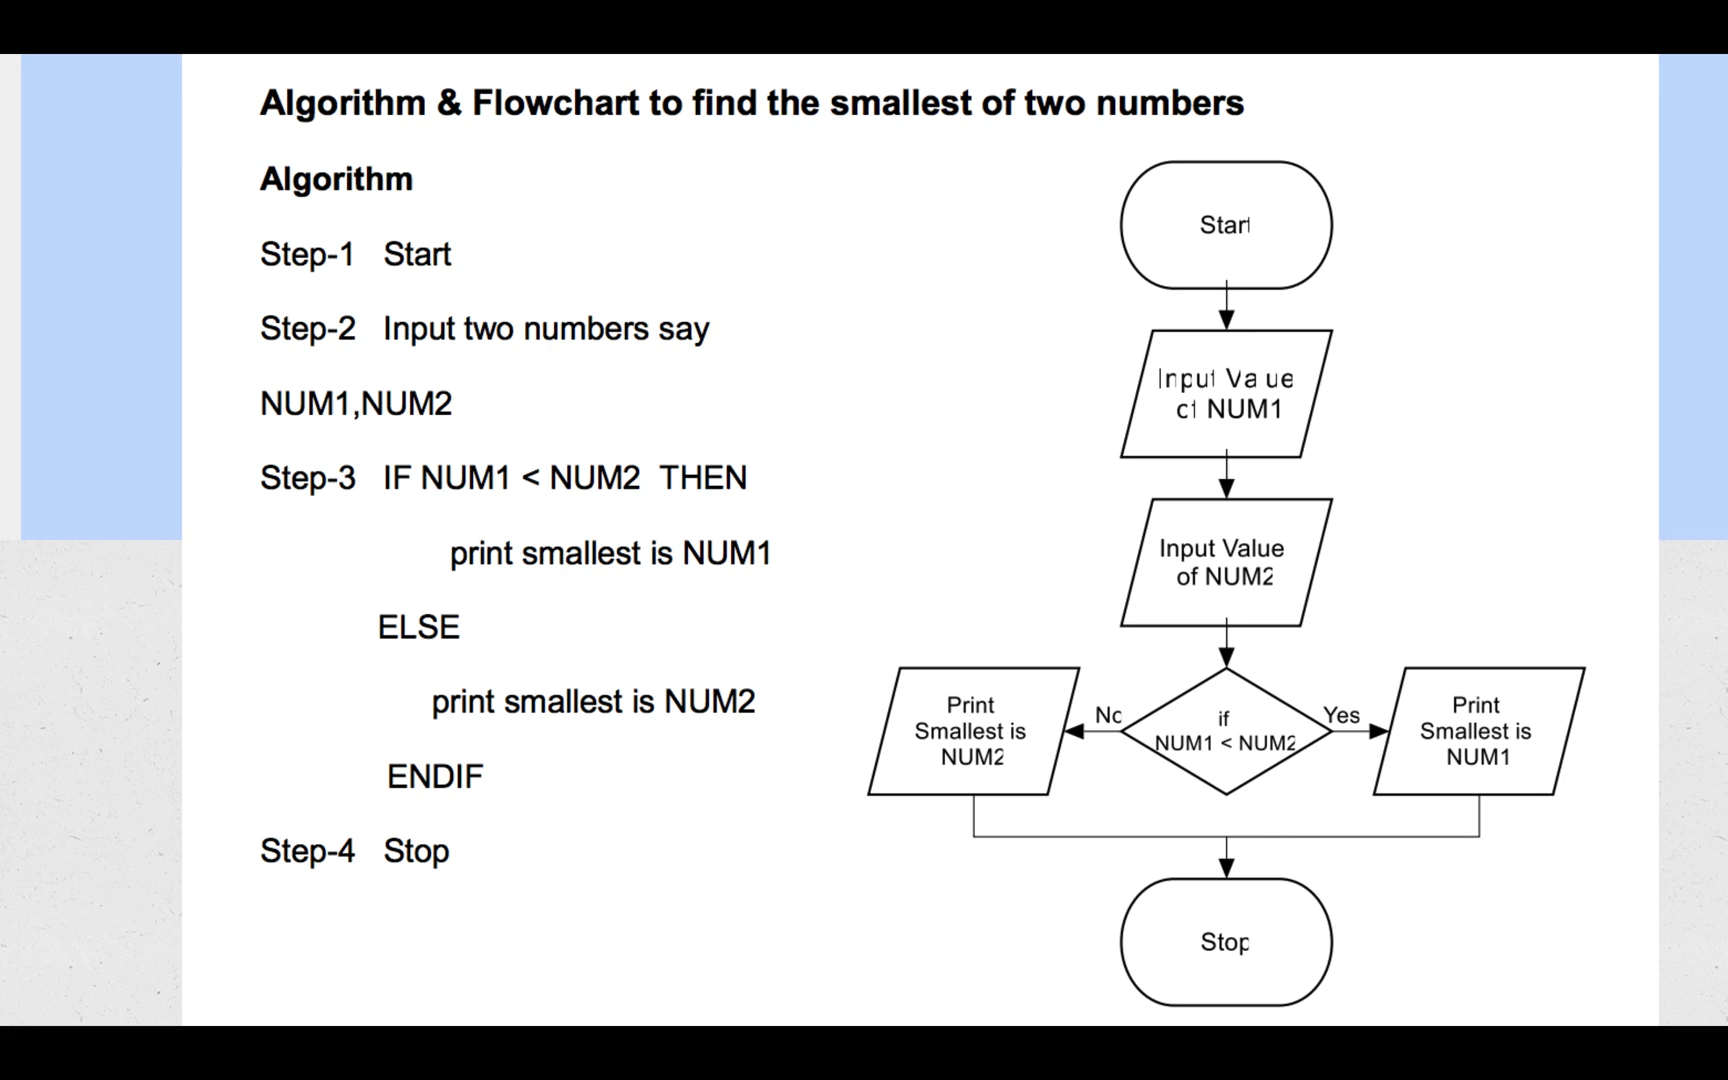 Algorithm & Flowchart to find the smallest of two numbers
Algorithm
Step-1 Start
Step-2 Input two numbers say
NUM1,NUM2
Step-3 IF NUM1 < NUM2 THEN
print smallest is NUM1
ELSE
print smallest is NUM2
ENDIF
Step-4 Stop
Start
Input Value
of NUM1
Input Value
of NUM2
if
NUM1 < NUM2
No
Yes
Print
Smallest is
NUM2
Print
Smallest is
NUM1
Stop